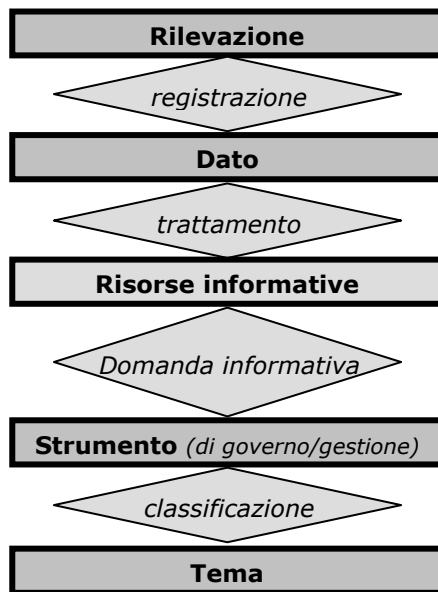 Rilevazione
registrazione
Dato
trattamento
Risorse informative
Domanda informativa
Strumento (di governo/gestione)
classificazione
Tema